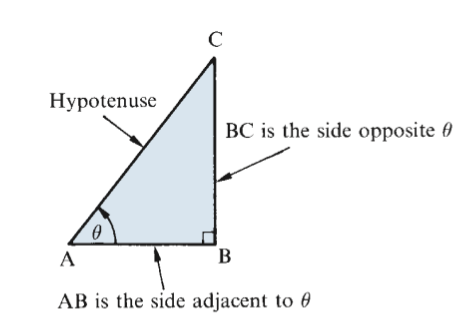 C
Hypotenuse
BC is the side opposite θ
θ
A
B
AB is the side adjacent to θ